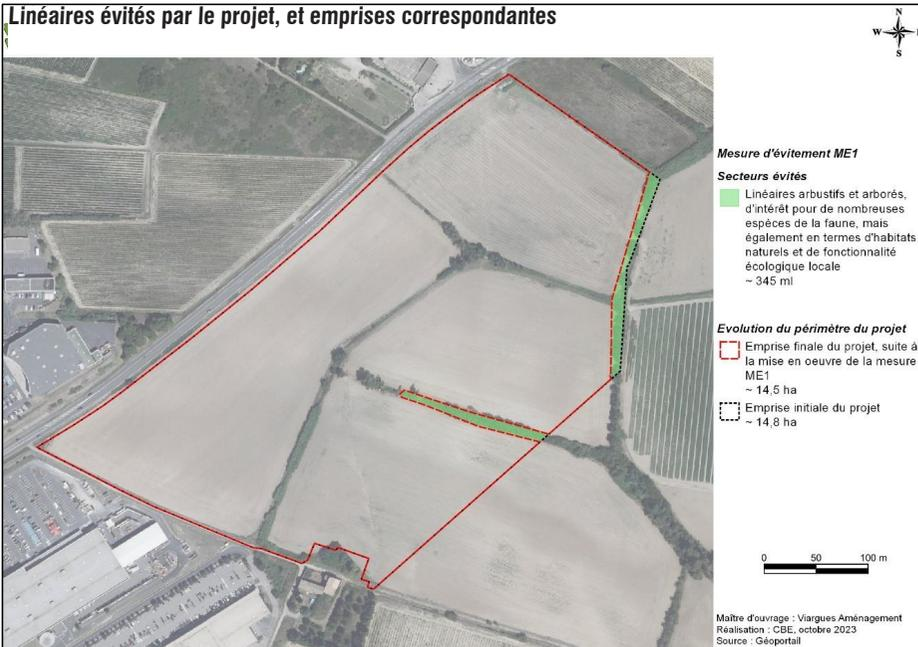 Linéaires évités par le projet, et emprises correspondantes
N
W
S
Mesure d'évitement ME1
Secteurs évités
Linéaires arbustifs et arborés,
d'intérêt pour de nombreuses
espèces de la faune, mais
également en termes d'habitats
naturels et de fonctionnalité
écologique locale
~ 345 ml
Evolution du périmètre du projet
Emprise finale du projet, suite à
la mise en oeuvre de la mesure
ME1
~ 14,5 ha
Emprise initiale du projet
~ 14,8 ha
0 50 100 m
Maître d'ouvrage : Viargues Aménagement
Réalisation : CBE, octobre 2023
Source : Géoportail